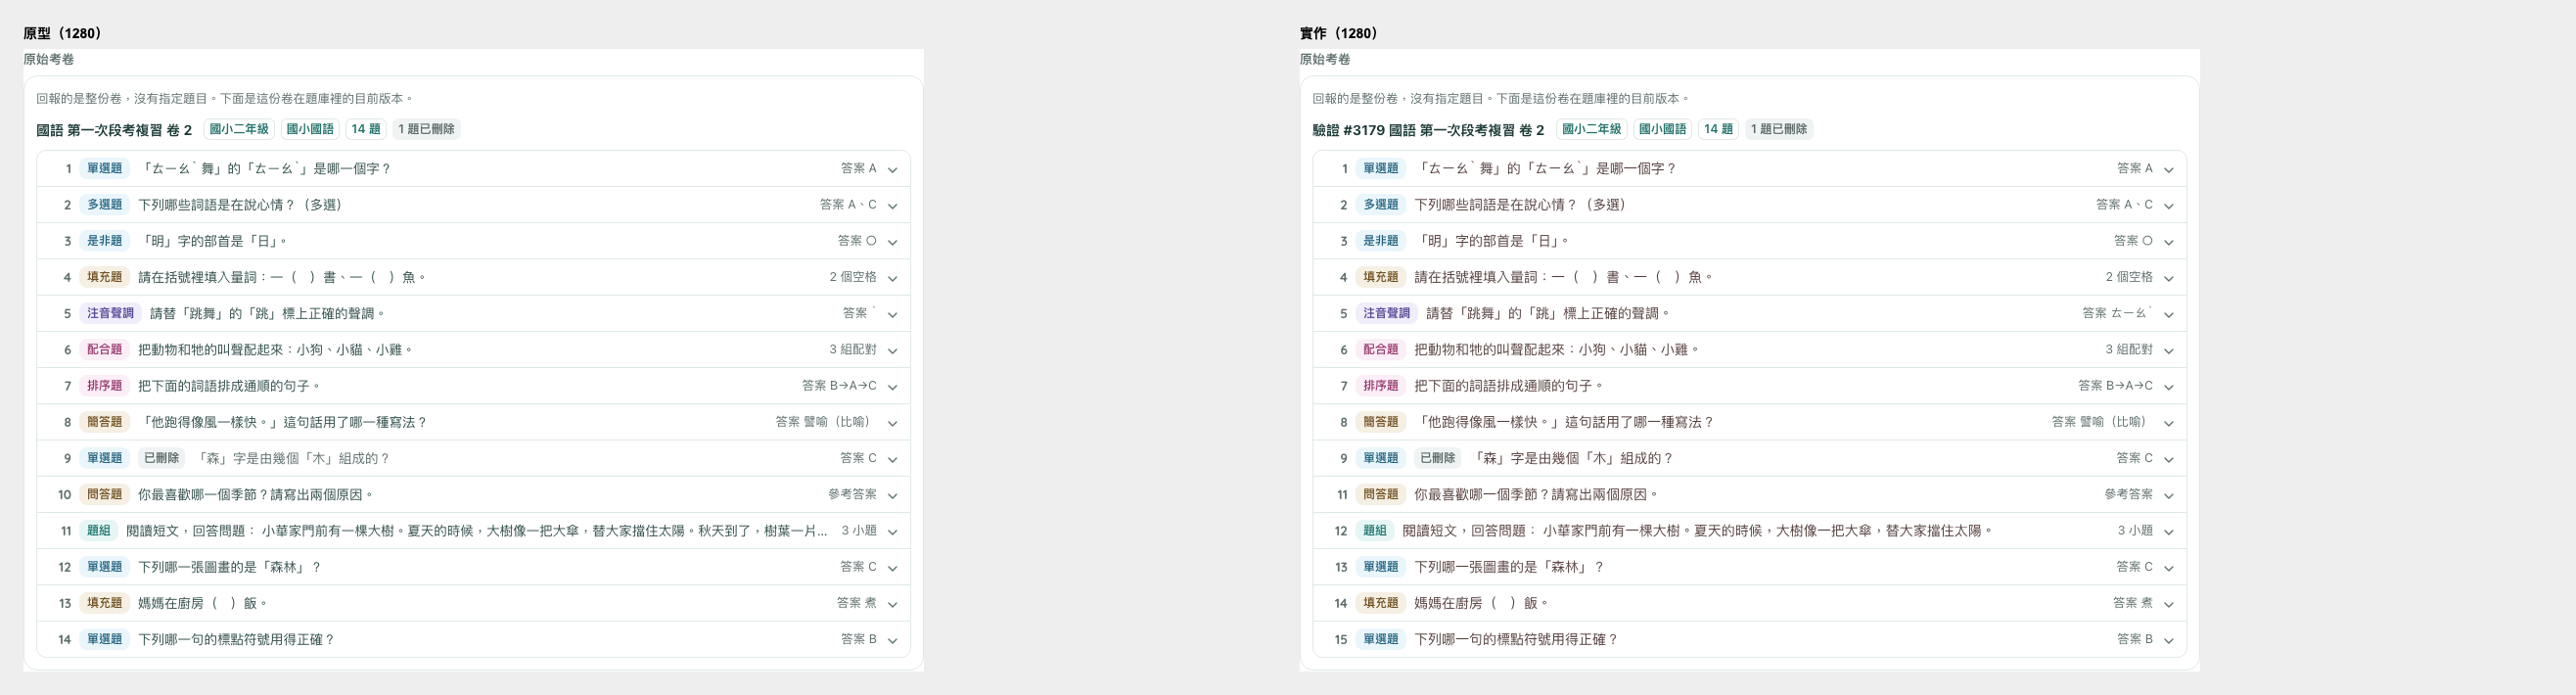 原型（1280）
原始考卷
回報的是整份卷，沒有指定題目。下面是這份卷在題庫裡的目前版本。
國語 第一次段考複習 卷 2 國小二年級 國小國語 14 題 1 題已刪除
1 單選題 「ㄊㄧㄠˋ 舞」的「ㄊㄧㄠˋ」是哪一個字？ 答案 A
2 多選題 下列哪些詞語是在說心情？（多選） 答案 A、C
3 是非題 「明」字的部首是「日」。 答案 ○
4 填充題 請在括號裡填入量詞：一（　）書、一（　）魚。 2 個空格
5 注音聲調 請替「跳舞」的「跳」標上正確的聲調。 答案 ˋ
6 配合題 把動物和牠的叫聲配起來：小狗、小貓、小雞。 3 組配對
7 排序題 把下面的詞語排成通順的句子。 答案 B→A→C
8 簡答題 「他跑得像風一樣快。」這句話用了哪一種寫法？ 答案 譬喻（比喻）
9 單選題 已刪除 「森」字是由幾個「木」組成的？ 答案 C
10 問答題 你最喜歡哪一個季節？請寫出兩個原因。 參考答案
11 題組 閱讀短文，回答問題： 小華家門前有一棵大樹。夏天的時候，大樹像一把大傘，替大家擋住太陽。秋天到了，樹葉一片... 3 小題
12 單選題 下列哪一張圖畫的是「森林」？ 答案 C
13 填充題 媽媽在廚房（　）飯。 答案 煮
14 單選題 下列哪一句的標點符號用得正確？ 答案 B
實作（1280）
原始考卷
回報的是整份卷，沒有指定題目。下面是這份卷在題庫裡的目前版本。
驗證 #3179 國語 第一次段考複習 卷 2 國小二年級 國小國語 14 題 1 題已刪除
1 單選題 「ㄊㄧㄠˋ 舞」的「ㄊㄧㄠˋ」是哪一個字？ 答案 A
2 多選題 下列哪些詞語是在說心情？（多選） 答案 A、C
3 是非題 「明」字的部首是「日」。 答案 ○
4 填充題 請在括號裡填入量詞：一（　）書、一（　）魚。 2 個空格
5 注音聲調 請替「跳舞」的「跳」標上正確的聲調。 答案 ㄊㄧㄠˋ
6 配合題 把動物和牠的叫聲配起來：小狗、小貓、小雞。 3 組配對
7 排序題 把下面的詞語排成通順的句子。 答案 B→A→C
8 簡答題 「他跑得像風一樣快。」這句話用了哪一種寫法？ 答案 譬喻（比喻）
9 單選題 已刪除 「森」字是由幾個「木」組成的？ 答案 C
11 問答題 你最喜歡哪一個季節？請寫出兩個原因。 參考答案
12 題組 閱讀短文，回答問題： 小華家門前有一棵大樹。夏天的時候，大樹像一把大傘，替大家擋住太陽。 3 小題
13 單選題 下列哪一張圖畫的是「森林」？ 答案 C
14 填充題 媽媽在廚房（　）飯。 答案 煮
15 單選題 下列哪一句的標點符號用得正確？ 答案 B